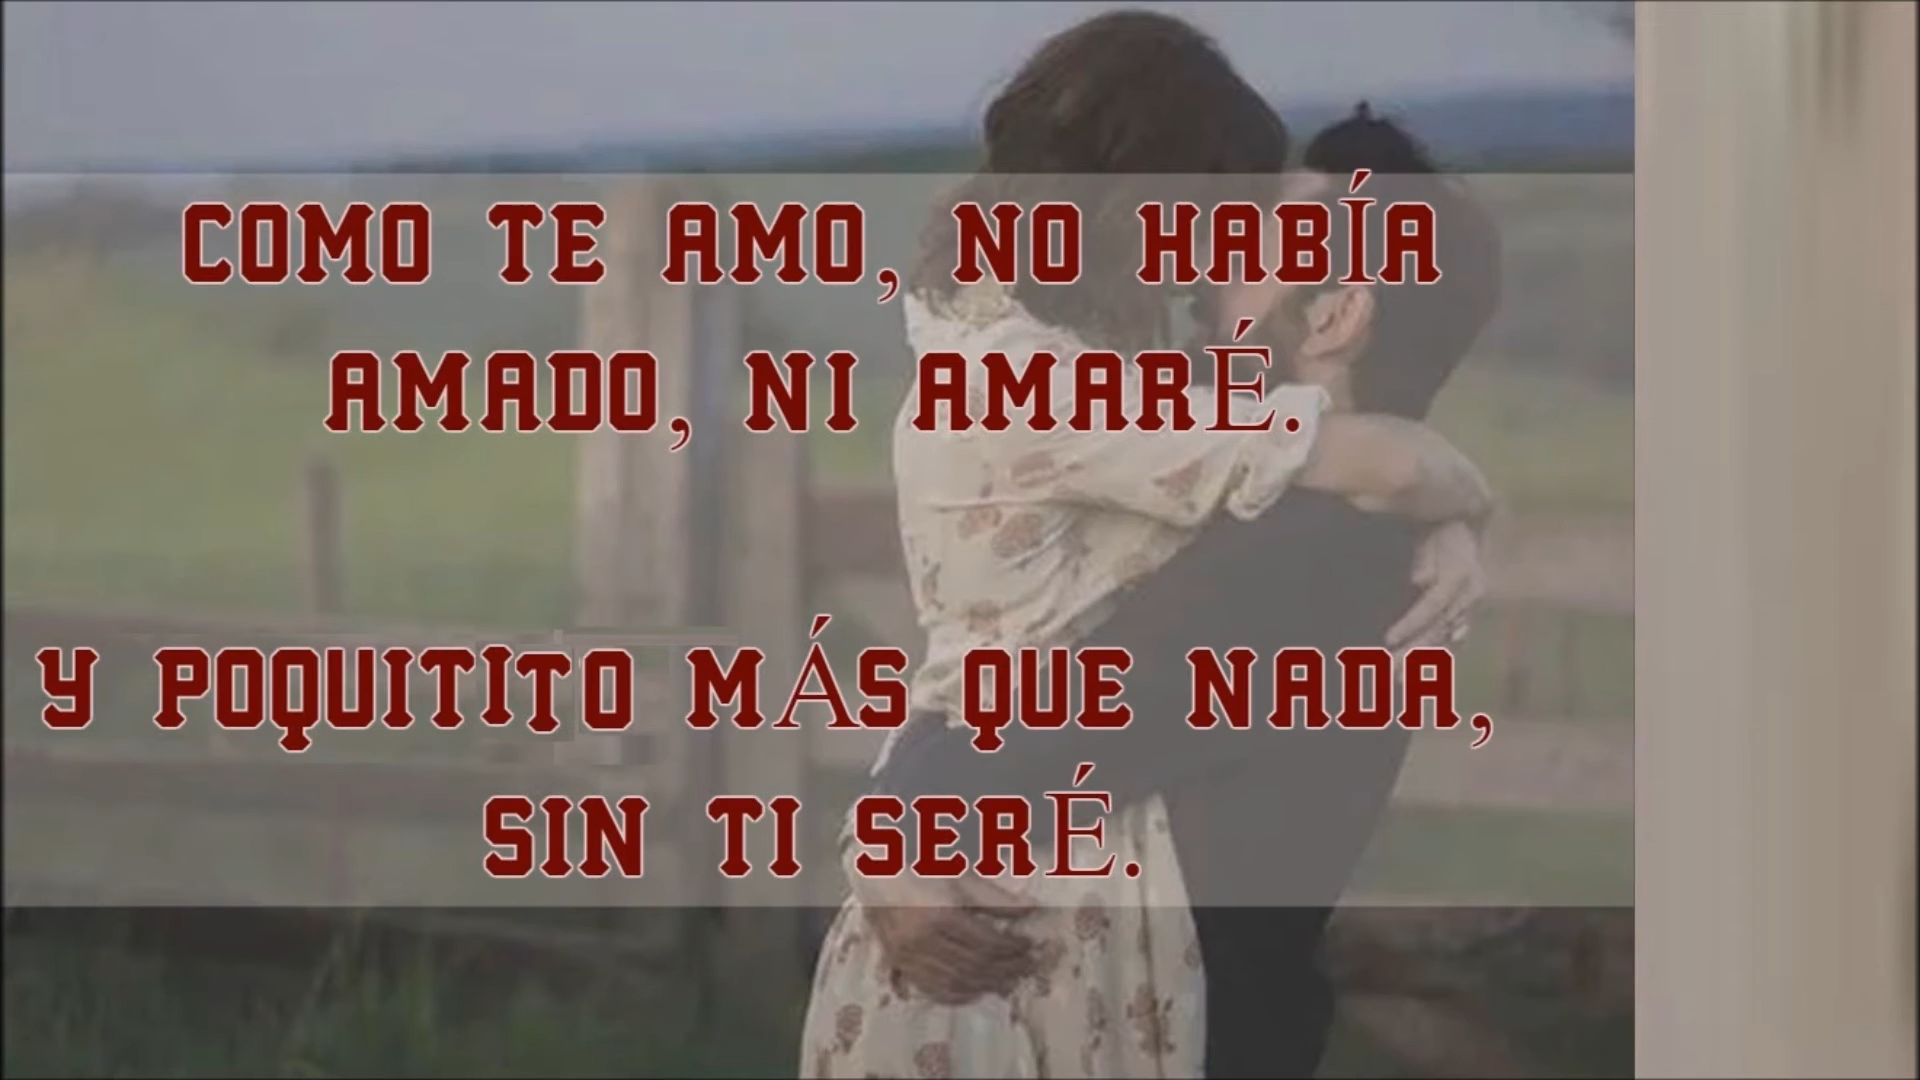 COMO TE AMO, NO HABÍA
AMADO, NI AMARÉ.
Y POQUITITO MÁS QUE NADA,
SIN TI SERÉ.